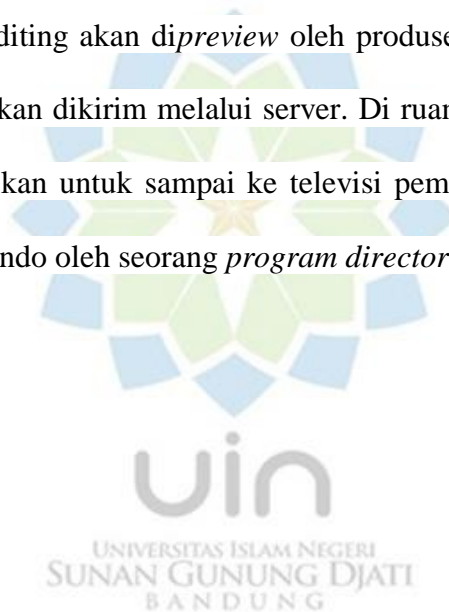 diting akan dipreview oleh produse
kan dikirim melalui server. Di ruan
kan untuk sampai ke televisi pem
ndo oleh seorang program director
uin
UNIVERSITAS ISLAM NEGERI
SUNAN GUNUNG DJATI
BANDUNG